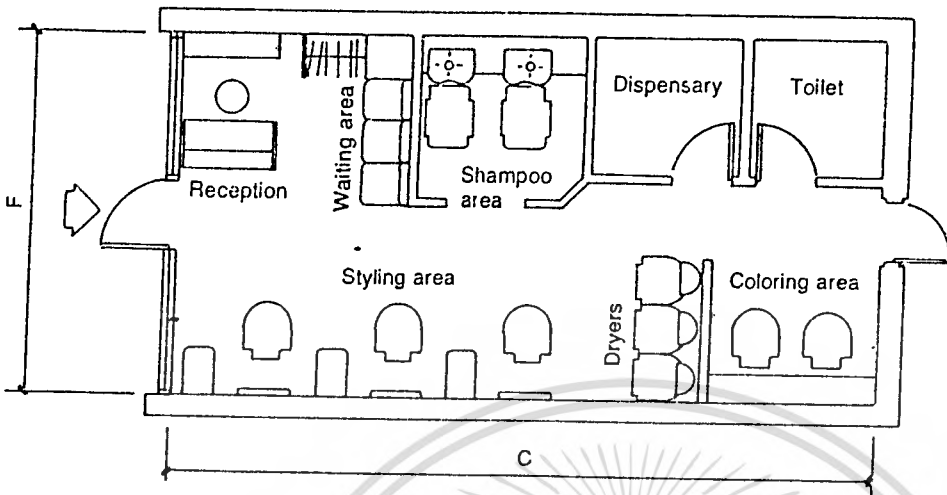 Dispensary
Toilet
Waiting area
Reception
Shampoo
area
F
Styling area
Dryers
Coloring area
C